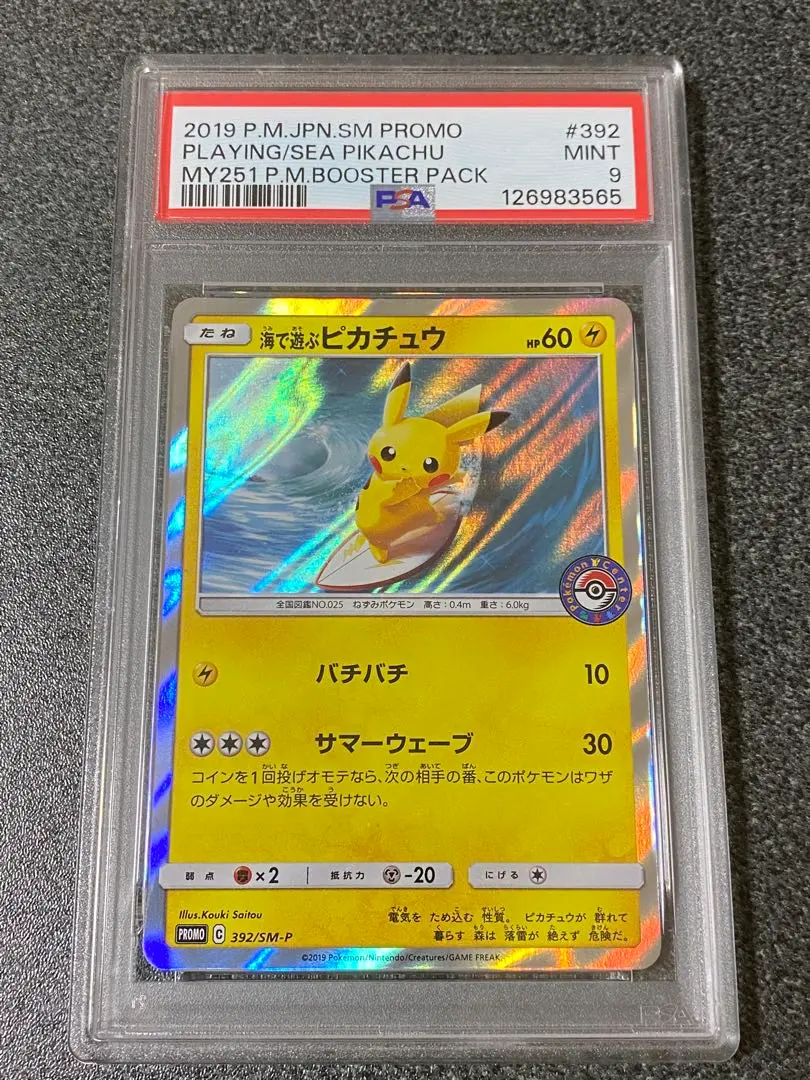 2019 P.M.JPN.SM PROMO #392
PLAYING/SEA PIKACHU MINT
MY251 P.M.BOOSTER PACK 9
PSA 126983565
たね 海で遊ぶピカチュウ HP60
Pokémon Center
全国図鑑NO.025 ねずみポケモン 高さ:0.4m 重さ:6.0kg
バチバチ 10
サマーウェーブ 30
コインを1回投げオモテなら、次の相手の番、このポケモンはワザ
のダメージや効果を受けない。
弱点 ×2 抵抗力 -20 にげる
Illus.Kouki Saitou
電気を ため込む 性質。 ピカチュウが 群れて
暮らす 森は 落雷が 絶えず 危険だ。
PROMO C 392/SM-P
©2019 Pokémon/Nintendo/Creatures/GAME FREAK
PSA